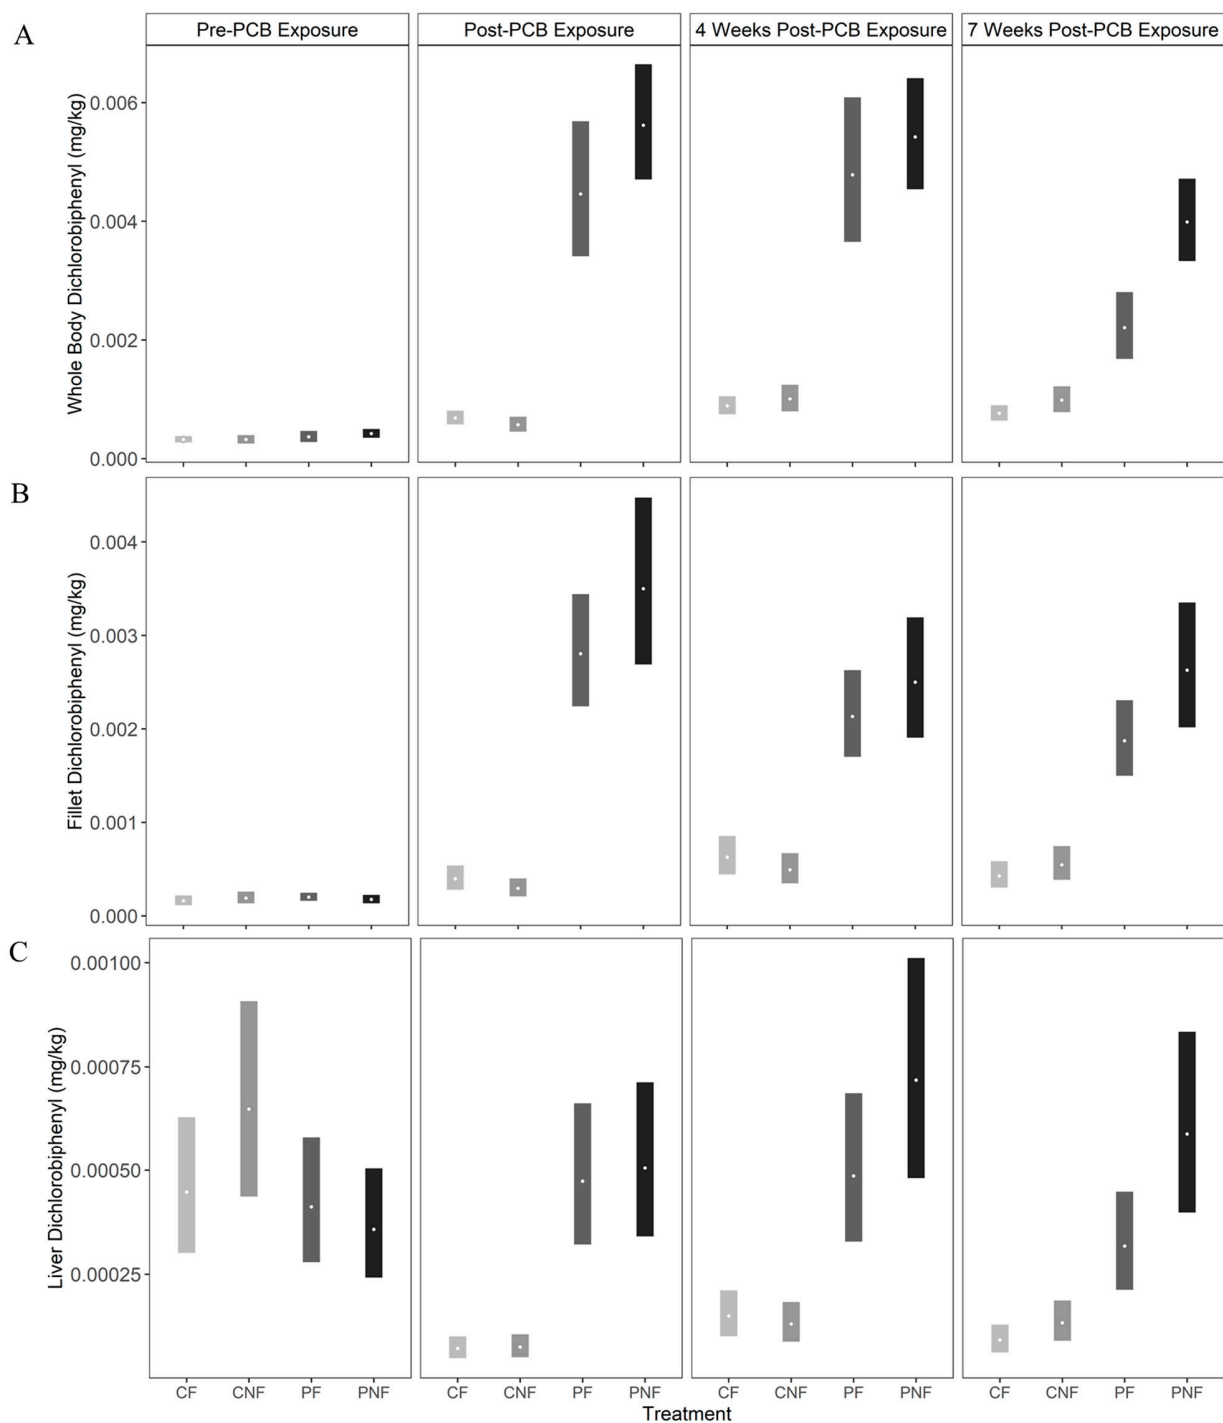 A
Pre-PCB Exposure
Post-PCB Exposure
4 Weeks Post-PCB Exposure
7 Weeks Post-PCB Exposure
Whole Body Dichlorobiphenyl (mg/kg)
0.006
0.004
0.002
0.000
B
Fillet Dichlorobiphenyl (mg/kg)
0.004
0.003
0.002
0.001
0.000
C
Liver Dichlorobiphenyl (mg/kg)
0.00100
0.00075
0.00050
0.00025
CF CNF PF PNF CF CNF PF PNF CF CNF PF PNF CF CNF PF PNF
Treatment